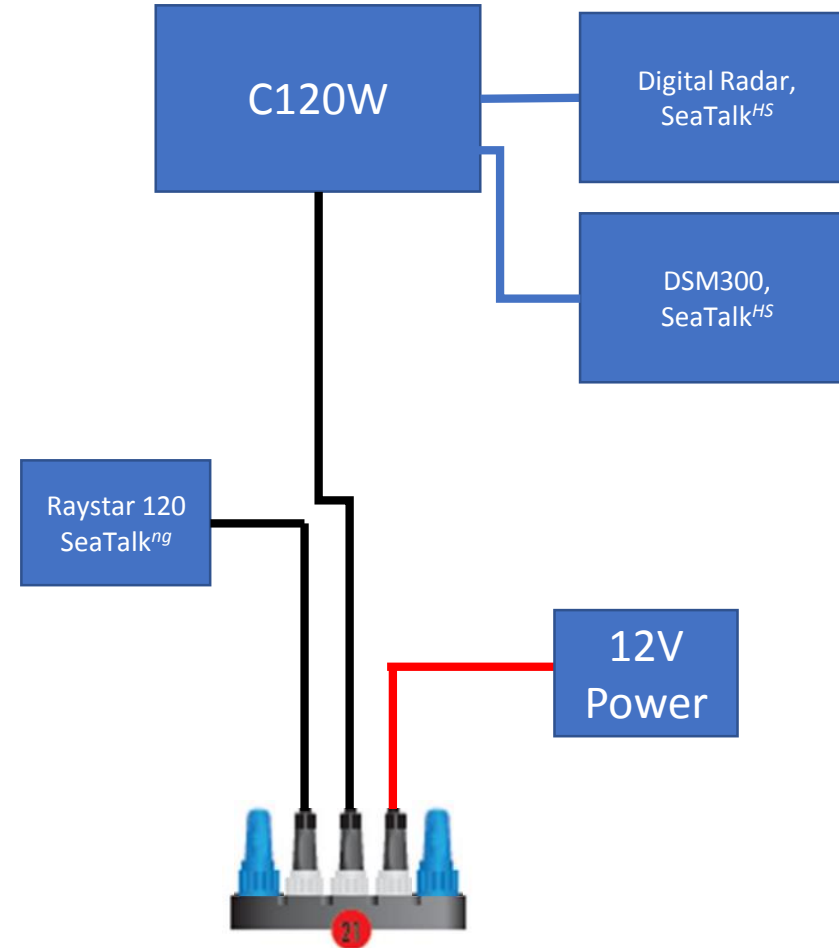 C120W
Digital Radar,
SeaTalkHS
DSM300,
SeaTalkHS
Raystar 120
SeaTalkng
12V
Power
21